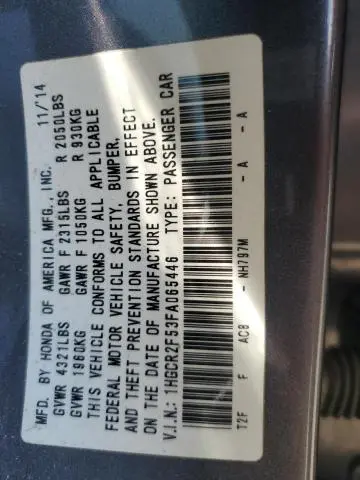 MFD. BY HONDA OF AMERICA MFG., INC. 11/'14
GVWR 4321LBS GAWR F 2315LBS R 2050LBS
GVWR 1960KG GAWR F 1050KG R 930KG
THIS VEHICLE CONFORMS TO ALL APPLICABLE
FEDERAL MOTOR VEHICLE SAFETY, BUMPER,
AND THEFT PREVENTION STANDARDS IN EFFECT
ON THE DATE OF MANUFACTURE SHOWN ABOVE.
V.I.N.: 1HGCR2F53FA065446 TYPE: PASSENGER CAR
T2F F AC8 - NH797M - A - A